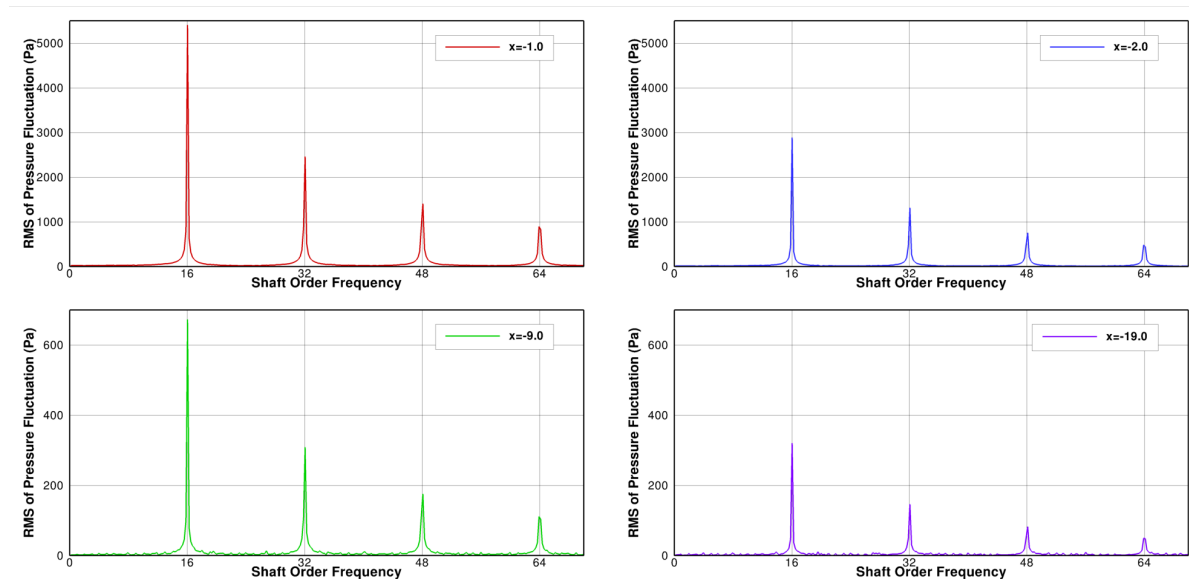 RMS of Pressure Fluctuation (Pa)
5000
4000
3000
2000
1000
0
x=-1.0
0 16 32 48 64
Shaft Order Frequency
RMS of Pressure Fluctuation (Pa)
5000
4000
3000
2000
1000
0
x=-2.0
0 16 32 48 64
Shaft Order Frequency
RMS of Pressure Fluctuation (Pa)
600
400
200
0
x=-9.0
0 16 32 48 64
Shaft Order Frequency
RMS of Pressure Fluctuation (Pa)
600
400
200
0
x=-19.0
0 16 32 48 64
Shaft Order Frequency